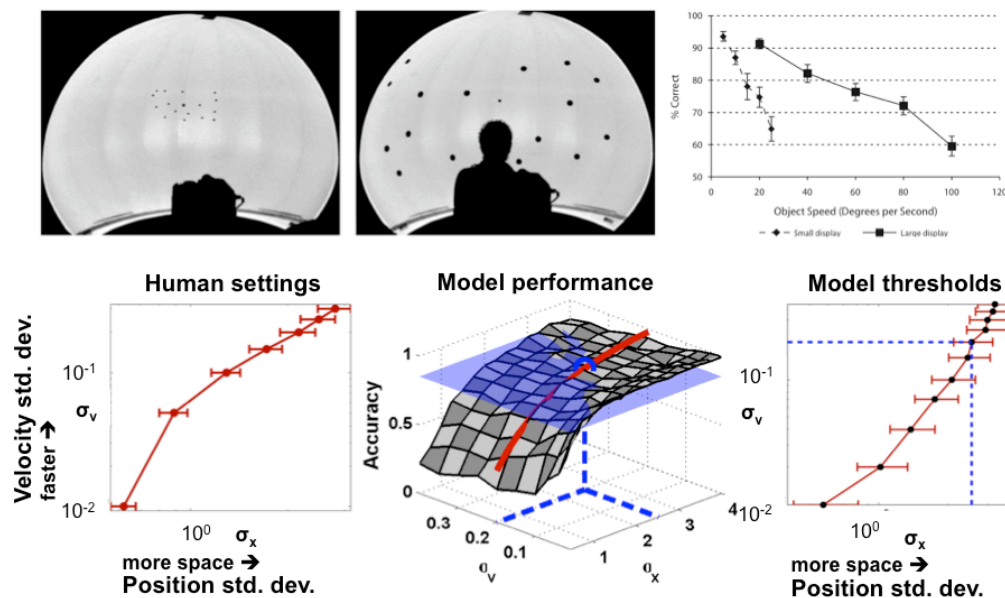 100
90
80
70
60
50
% Correct
0 20 40 60 80 100 120
Object Speed (Degrees per Second)
Small display Large display
Human settings
Velocity std. dev.
faster →
σv
10-1
10-2
100
σx
more space →
Position std. dev.
Model performance
Accuracy
1
0.5
0
0.3
0.2
0.1
σv
1
2
3
4
σx
Model thresholds
σv
10-1
10-2
100
σx
more space →
Position std. dev.